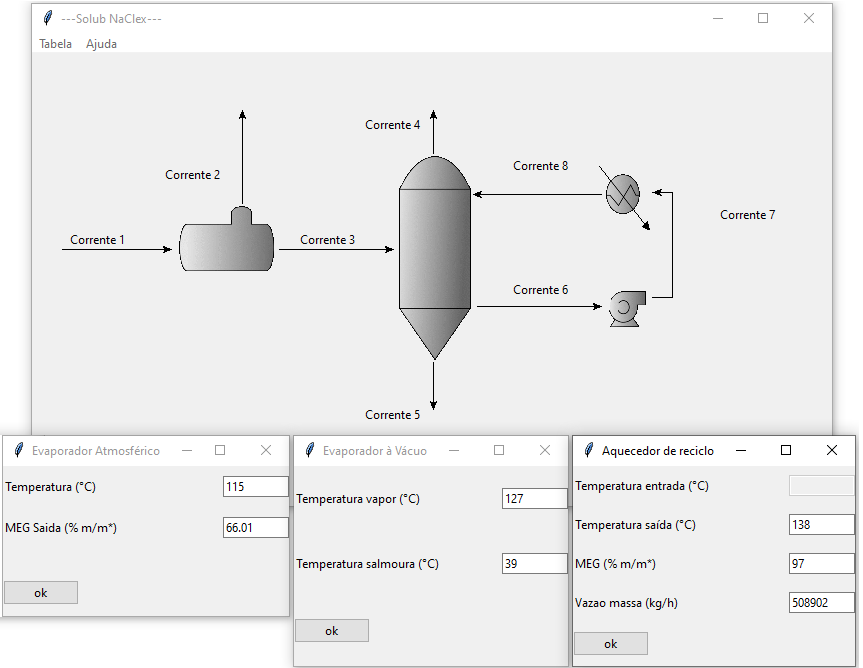 ---Solub NaClex---
Tabela Ajuda
Corrente 4
Corrente 8
Corrente 2
Corrente 7
Corrente 1
Corrente 3
Corrente 6
Corrente 5
Evaporador Atmosférico
Temperatura (°C) 115
MEG Saida (% m/m*) 66.01
ok
Evaporador à Vácuo
Temperatura vapor (°C) 127
Temperatura salmoura (°C) 39
ok
Aquecedor de reciclo
Temperatura entrada (°C)
Temperatura saída (°C) 138
MEG (% m/m*) 97
Vazao massa (kg/h) 508902
ok